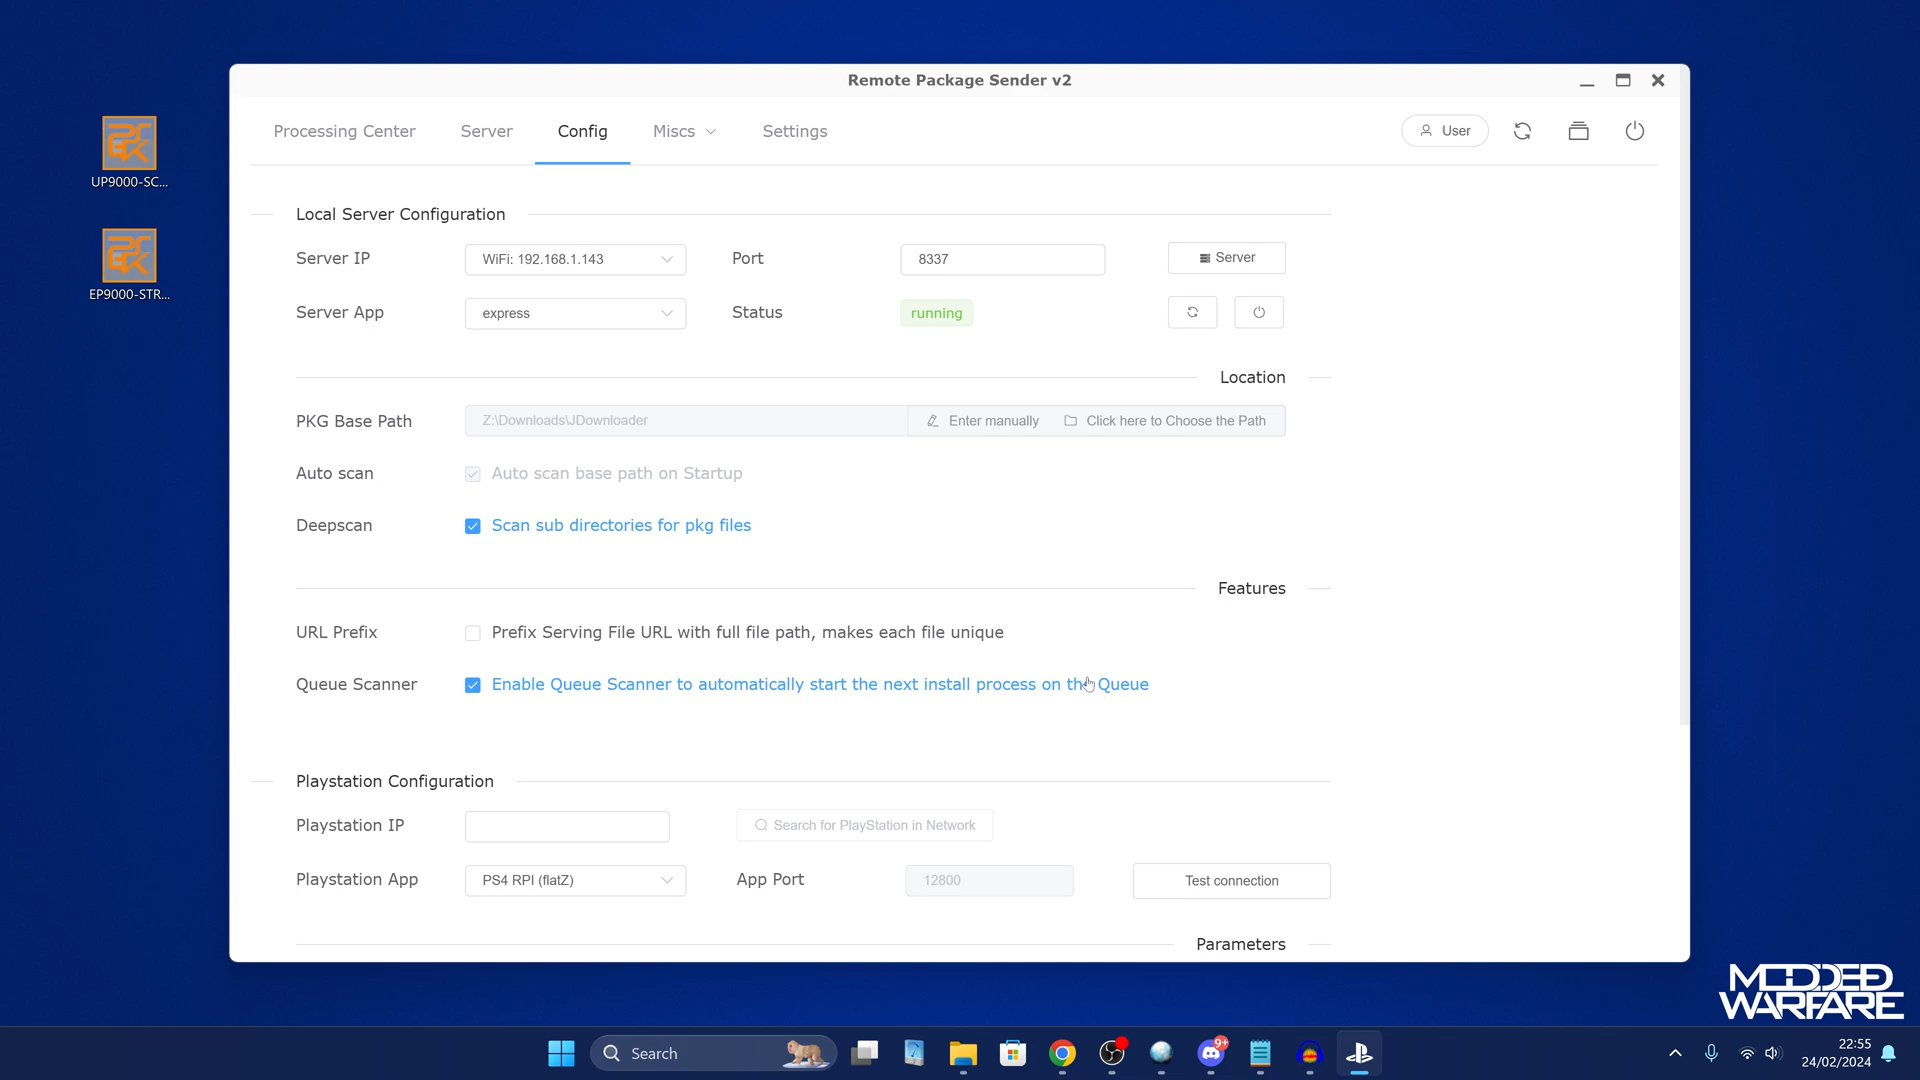 Remote Package Sender v2
Processing Center Server Config Miscs Settings
User
UP9000-SC...
EP9000-STR...
Local Server Configuration
Server IP WiFi: 192.168.1.143 Port 8337 Server
Server App express Status running
Location
PKG Base Path Z:\Downloads\JDownloader Enter manually Click here to Choose the Path
Auto scan Auto scan base path on Startup
Deepscan Scan sub directories for pkg files
Features
URL Prefix Prefix Serving File URL with full file path, makes each file unique
Queue Scanner Enable Queue Scanner to automatically start the next install process on the Queue
Playstation Configuration
Playstation IP Search for PlayStation in Network
Playstation App PS4 RPI (flatZ) App Port 12800 Test connection
Parameters
MODDED
WARFARE
Search
9+
22:55
24/02/2024